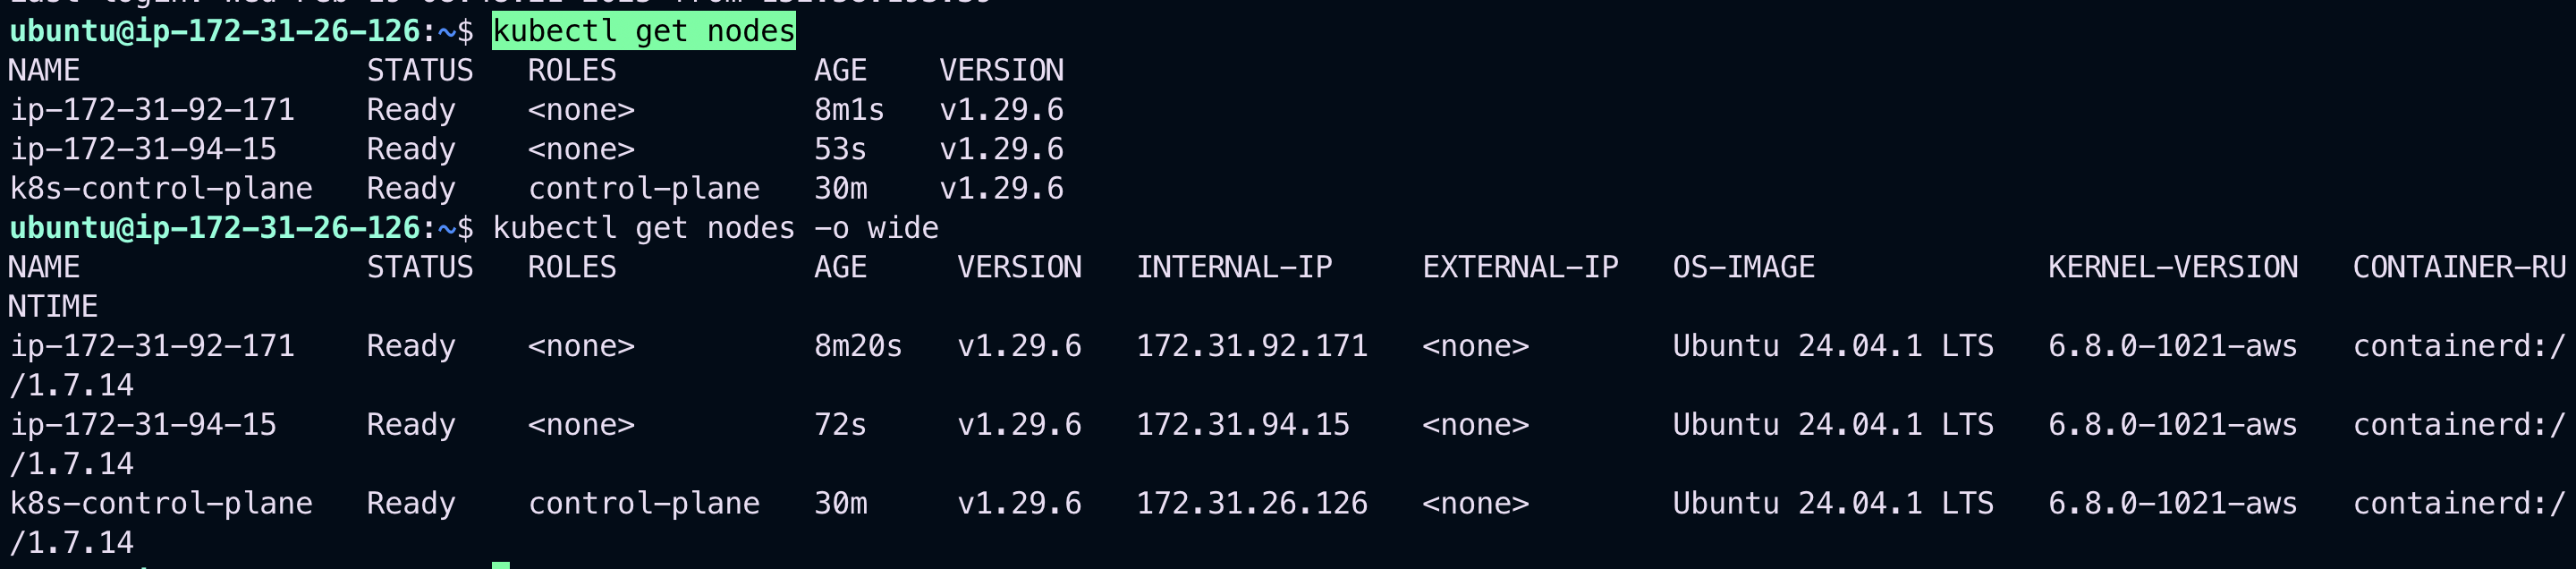 ubuntu@ip-172-31-26-126:~$ kubectl get nodes
NAME                STATUS   ROLES           AGE    VERSION
ip-172-31-92-171    Ready    <none>          8m1s   v1.29.6
ip-172-31-94-15     Ready    <none>          53s    v1.29.6
k8s-control-plane   Ready    control-plane   30m    v1.29.6
ubuntu@ip-172-31-26-126:~$ kubectl get nodes -o wide
NAME                STATUS   ROLES           AGE     VERSION   INTERNAL-IP     EXTERNAL-IP   OS-IMAGE             KERNEL-VERSION   CONTAINER-RU
NTIME
ip-172-31-92-171    Ready    <none>          8m20s   v1.29.6   172.31.92.171   <none>        Ubuntu 24.04.1 LTS   6.8.0-1021-aws   containerd:/
/1.7.14
ip-172-31-94-15     Ready    <none>          72s     v1.29.6   172.31.94.15    <none>        Ubuntu 24.04.1 LTS   6.8.0-1021-aws   containerd:/
/1.7.14
k8s-control-plane   Ready    control-plane   30m     v1.29.6   172.31.26.126   <none>        Ubuntu 24.04.1 LTS   6.8.0-1021-aws   containerd:/
/1.7.14